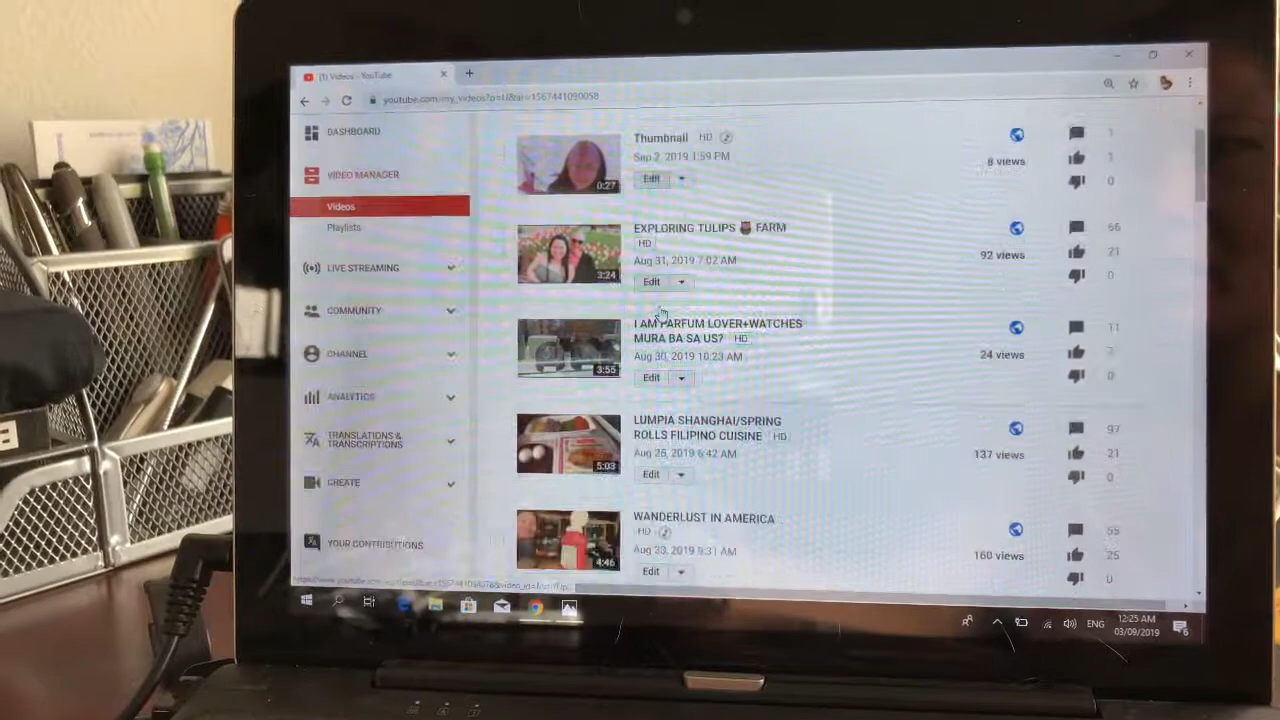 (1) Videos - YouTube
DASHBOARD
VIDEO MANAGER
Videos
Playlists
LIVE STREAMING
COMMUNITY
CHANNEL
ANALYTICS
TRANSLATIONS &
TRANSCRIPTIONS
CREATE
YOUR CONTRIBUTIONS
Thumbnail HD
Sep 2, 2019 1:59 PM
Edit
0:27
8 views
1
1
0
EXPLORING TULIPS FARM
HD
Aug 31, 2019 7:02 AM
Edit
3:24
92 views
66
21
0
I AM PARFUM LOVER+WATCHES
MURA BA SA US? HD
Aug 30, 2019 10:23 AM
Edit
3:55
24 views
11
0
LUMPIA SHANGHAI/SPRING
ROLLS FILIPINO CUISINE HD
Aug 25, 2019 6:42 AM
Edit
5:03
137 views
97
21
0
WANDERLUST IN AMERICA
HD
Aug 23, 2019 9:31 AM
Edit
4:46
160 views
55
25
0
ENG
12:25 AM
03/09/2019
6